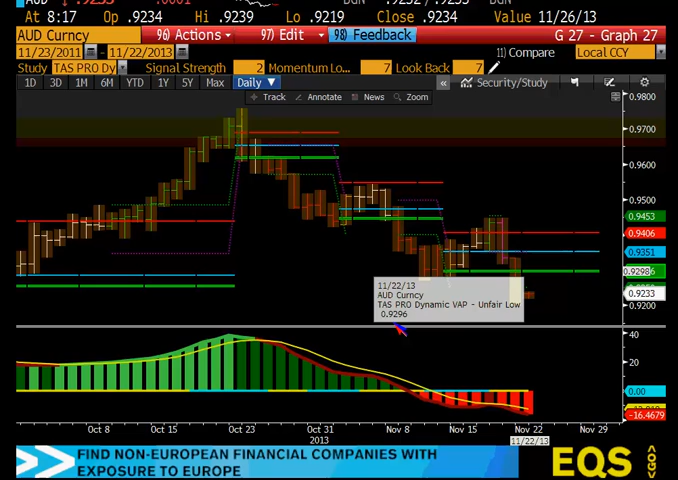 At 8:17 Op .9234 Hi .9239 Lo .9219 Close .9234 Value 11/26/13
AUD Curncy 96) Actions 97) Edit 98) Feedback G 27 - Graph 27
11/23/2011 - 11/22/2013 11) Compare Local CCY
Study TAS PRO Dy Signal Strength 2 Momentum Lo... 7 Look Back 7
1D 3D 1M 6M YTD 1Y 5Y Max Daily ▼ « Security/Study
Track Annotate News Zoom
0.9800
0.9700
0.9600
0.9500
0.9453
0.9406
0.9351
0.9233
0.9200
11/22/13
AUD Curncy
TAS PRO Dynamic VAP - Unfair Low
0.9296
40
20
0.00
-16.4679
Oct 8 Oct 15 Oct 23 Oct 31 Nov 8 Nov 15 Nov 22 Nov 29
2013 11/22/13
FIND NON-EUROPEAN FINANCIAL COMPANIES WITH
EXPOSURE TO EUROPE
EQS <GO>